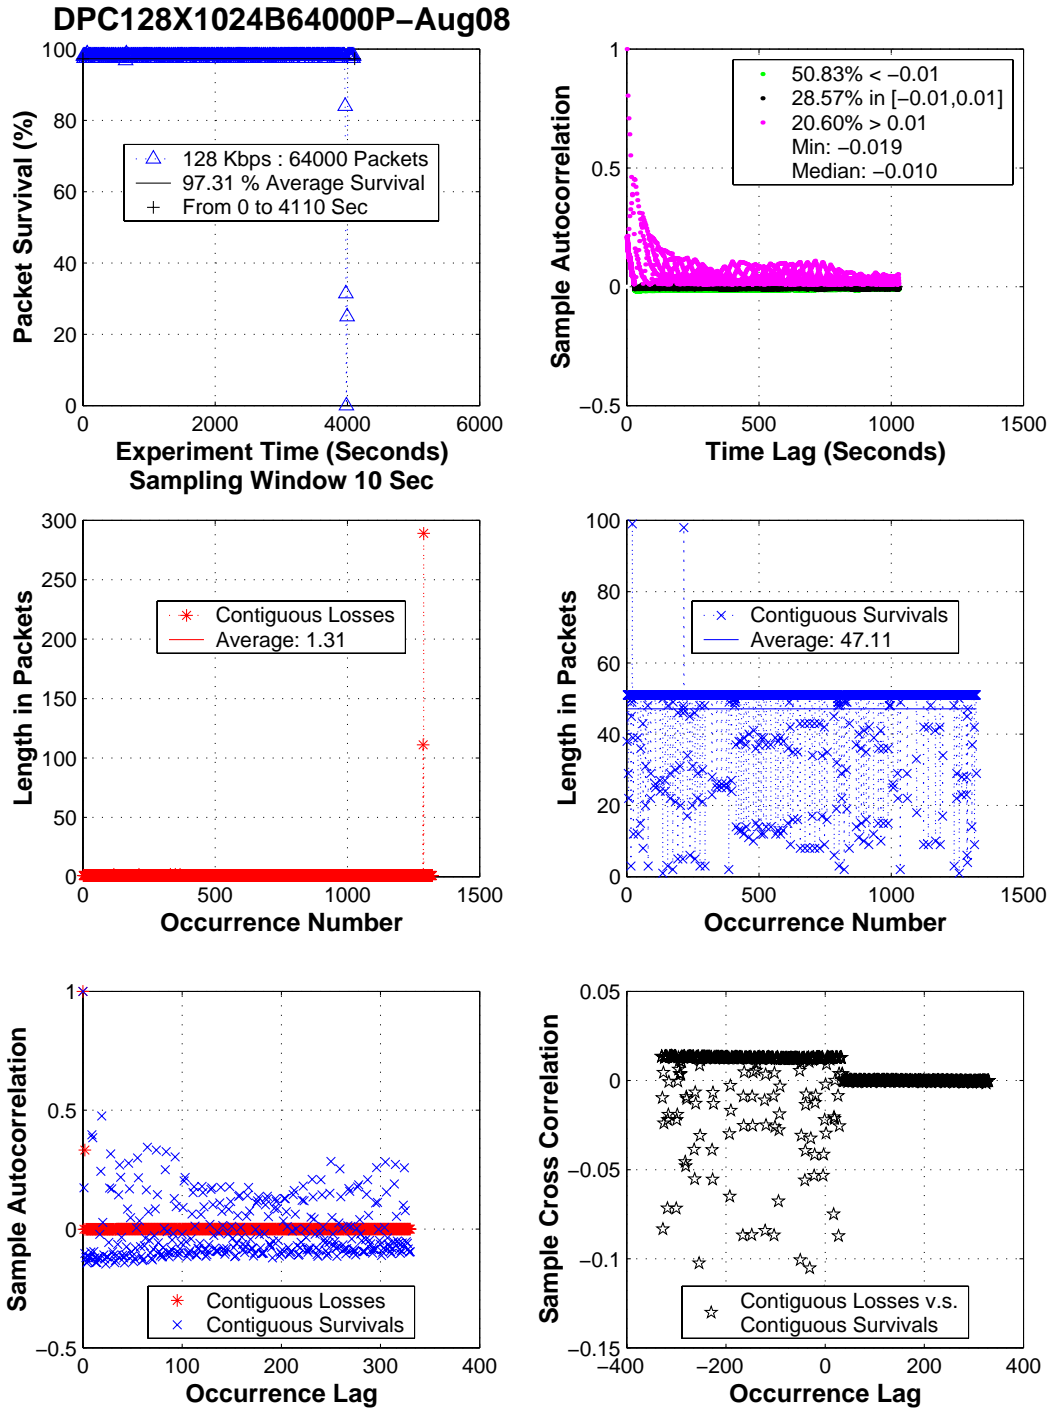 DPC128X1024B64000P−Aug08
100
80
60
40
20
0
Packet Survival (%)
128 Kbps : 64000 Packets
97.31 % Average Survival
From 0 to 4110 Sec
0 2000 4000 6000
Experiment Time (Seconds)
Sampling Window 10 Sec
1
0.5
0
−0.5
Sample Autocorrelation
50.83% < −0.01
28.57% in [−0.01,0.01]
20.60% > 0.01
Min: −0.019
Median: −0.010
0 500 1000 1500
Time Lag (Seconds)
300
250
200
150
100
50
0
Length in Packets
Contiguous Losses
Average: 1.31
0 500 1000 1500
Occurrence Number
100
80
60
40
20
0
Length in Packets
Contiguous Survivals
Average: 47.11
0 500 1000 1500
Occurrence Number
1
0.5
0
−0.5
Sample Autocorrelation
Contiguous Losses
Contiguous Survivals
0 100 200 300 400
Occurrence Lag
0.05
0
−0.05
−0.1
−0.15
Sample Cross Correlation
Contiguous Losses v.s.
Contiguous Survivals
−400 −200 0 200 400
Occurrence Lag